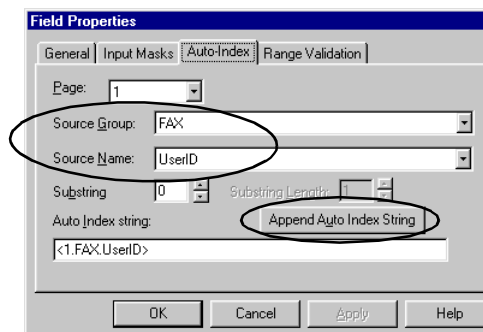 Field Properties
General Input Masks Auto-Index Range Validation
Page: 1
Source Group: FAX
Source Name: UserID
Substring 0 Substring Length: 1
Auto Index string: Append Auto Index String
<1.FAX.UserID>
OK Cancel Apply Help